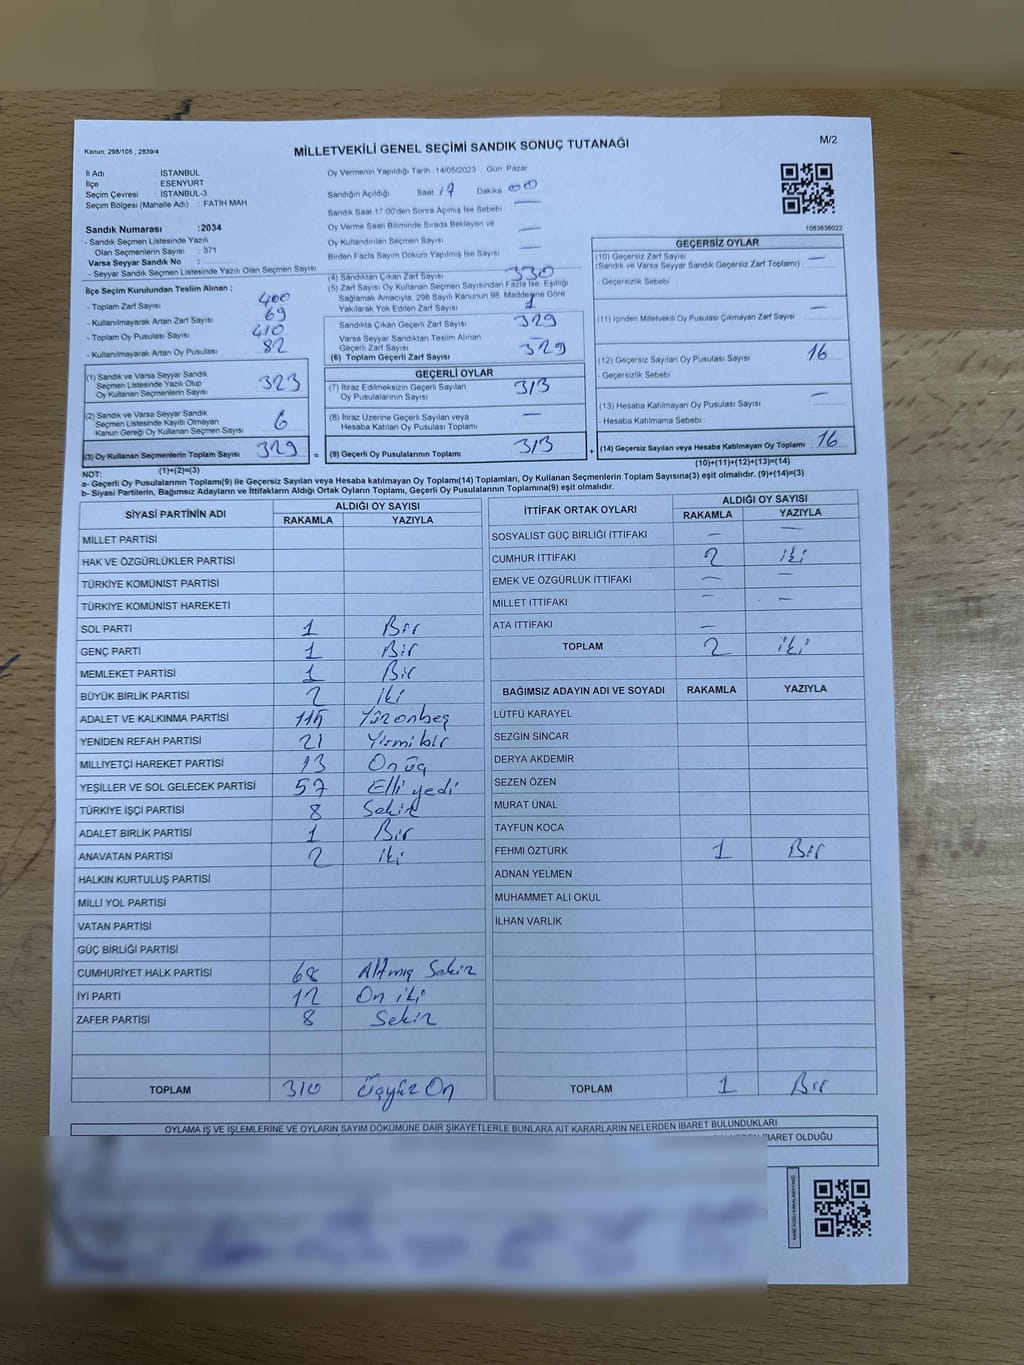 Kanun; 298/105 , 2839/4
MİLLETVEKİLİ GENEL SEÇİMİ SANDIK SONUÇ TUTANAĞI
M/2
İl Adı : İSTANBUL
İlçe : ESENYURT
Seçim Çevresi : İSTANBUL-3
Seçim Bölgesi (Mahalle Adı) : FATİH MAH
Sandık Numarası :2034
- Sandık Seçmen Listesinde Yazılı
Olan Seçmenlerin Sayısı : 371
Varsa Seyyar Sandık No :
- Seyyar Sandık Seçmen Listesinde Yazılı Olan Seçmen Sayısı :
Oy Vermenin Yapıldığı Tarih :14/05/2023 Gün: Pazar
Sandığın Açıldığı Saat 17 Dakika 00
Sandık Saat 17:00'den Sonra Açımış İse Sebebi —
Oy Verme Saati Bitiminde Sırada Bekleyen ve
Oy Kullandırılan Seçmen Sayısı —
Birden Fazla Sayım Döküm Yapılmış İse Sayısı —
1083636022
İlçe Seçim Kurulundan Teslim Alınan ;
- Toplam Zarf Sayısı : 400
- Kullanılmayarak Artan Zarf Sayısı : 69
- Toplam Oy Pusulası Sayısı : 410
- Kullanılmayarak Artan Oy Pusulası : 82
(1) Sandık ve Varsa Seyyar Sandık
Seçmen Listesinde Yazılı Olup
Oy Kullanan Seçmenlerin Sayısı 323
(2) Sandık ve Varsa Seyyar Sandık
Seçmen Listesinde Kayıtlı Olmayan
Kanun Gereği Oy Kullanan Seçmen Sayısı 6
(3) Oy Kullanan Seçmenlerin Toplam Sayısı 329 =
(1)+(2)=(3)
(4) Sandıktan Çıkan Zarf Sayısı 330
(5) Zarf Sayısı Oy Kullanan Seçmen Sayısından Fazla İse, Eşitliği
Sağlamak Amacıyla, 298 Sayılı Kanunun 98. Maddesine Göre
Yakılarak Yok Edilen Zarf Sayısı 1
Sandıkta Çıkan Geçerli Zarf Sayısı 329
Varsa Seyyar Sandıktan Teslim Alınan
Geçerli Zarf Sayısı :
(6) Toplam Geçerli Zarf Sayısı 329
GEÇERLİ OYLAR
(7) İtiraz Edilmeksizin Geçerli Sayılan
Oy Pusulalarının Sayısı 313
(8) İtiraz Üzerine Geçerli Sayılan veya
Hesaba Katılan Oy Pusulası Toplamı —
(9) Geçerli Oy Pusulalarının Toplamı 313 +
GEÇERSİZ OYLAR
(10) Geçersiz Zarf Sayısı —
(Sandık ve Varsa Seyyar Sandık Geçersiz Zarf Toplamı) :
- Geçersizlik Sebebi :
(11) İçinden Milletvekili Oy Pusulası Çıkmayan Zarf Sayısı : —
(12) Geçersiz Sayılan Oy Pusulası Sayısı : 16
- Geçersizlik Sebebi :
(13) Hesaba Katılmayan Oy Pusulası Sayısı : —
- Hesaba Katılmama Sebebi :
(14) Geçersiz Sayılan veya Hesaba Katılmayan Oy Toplamı : 16
(10)+(11)+(12)+(13)=(14)
NOT:
a- Geçerli Oy Pusulalarının Toplamı(9) ile Geçersiz Sayılan veya Hesaba katılmayan Oy Toplamı(14) Toplamları, Oy Kullanan Seçmenlerin Toplam Sayısına(3) eşit olmalıdır. (9)+(14)=(3)
b- Siyasi Partilerin, Bağımsız Adayların ve İttifakların Aldığı Oy Oyların Toplamı, Geçerli Oy Pusulalarının Toplamına(9) eşit olmalıdır.
SİYASİ PARTİNİN ADI ALDIĞI OY SAYISI
RAKAMLA YAZIYLA
MİLLET PARTİSİ
HAK VE ÖZGÜRLÜKLER PARTİSİ
TÜRKİYE KOMÜNİST PARTİSİ
TÜRKİYE KOMÜNİST HAREKETİ
SOL PARTİ 1 Bir
GENÇ PARTİ 1 Bir
MEMLEKET PARTİSİ 1 Bir
BÜYÜK BİRLİK PARTİSİ 2 iki
ADALET VE KALKINMA PARTİSİ 115 Yüzonbeş
YENİDEN REFAH PARTİSİ 21 Yirmi bir
MİLLİYETÇİ HAREKET PARTİSİ 13 On üç
YEŞİLLER VE SOL GELECEK PARTİSİ 57 Elli yedi
TÜRKİYE İŞÇİ PARTİSİ 8 Sekiz
ADALET BİRLİK PARTİSİ 1 Bir
ANAVATAN PARTİSİ 2 iki
HALKIN KURTULUŞ PARTİSİ
MİLLİ YOL PARTİSİ
VATAN PARTİSİ
GÜÇ BİRLİĞİ PARTİSİ
CUMHURİYET HALK PARTİSİ 68 Altmış Sekiz
İYİ PARTİ 12 On iki
ZAFER PARTİSİ 8 Sekiz
TOPLAM 310 Üçyüz On
İTTİFAK ORTAK OYLARI ALDIĞI OY SAYISI
RAKAMLA YAZIYLA
SOSYALİST GÜÇ BİRLİĞİ İTTİFAKI — —
CUMHUR İTTİFAKI 2 iki
EMEK VE ÖZGÜRLÜK İTTİFAKI — —
MİLLET İTTİFAKI — —
ATA İTTİFAKI —
TOPLAM 2 iki
BAĞIMSIZ ADAYIN ADI VE SOYADI RAKAMLA YAZIYLA
LÜTFÜ KARAYEL
SEZGİN SİNCAR
DERYA AKDEMİR
SEZEN ÖZEN
MURAT ÜNAL
TAYFUN KOCA
FEHMİ ÖZTÜRK 1 Bir
ADNAN YELMEN
MUHAMMET ALİ OKUL
İLHAN VARLIK
TOPLAM 1 Bir
OYLAMA İŞ VE İŞLEMLERİNE VE OYLARIN SAYIM DÖKÜMÜNE DAİR ŞİKAYETLERLE BUNLARA AİT KARARLARIN NELERDEN İBARET BULUNDUKLARI
İBARET OLDUĞU